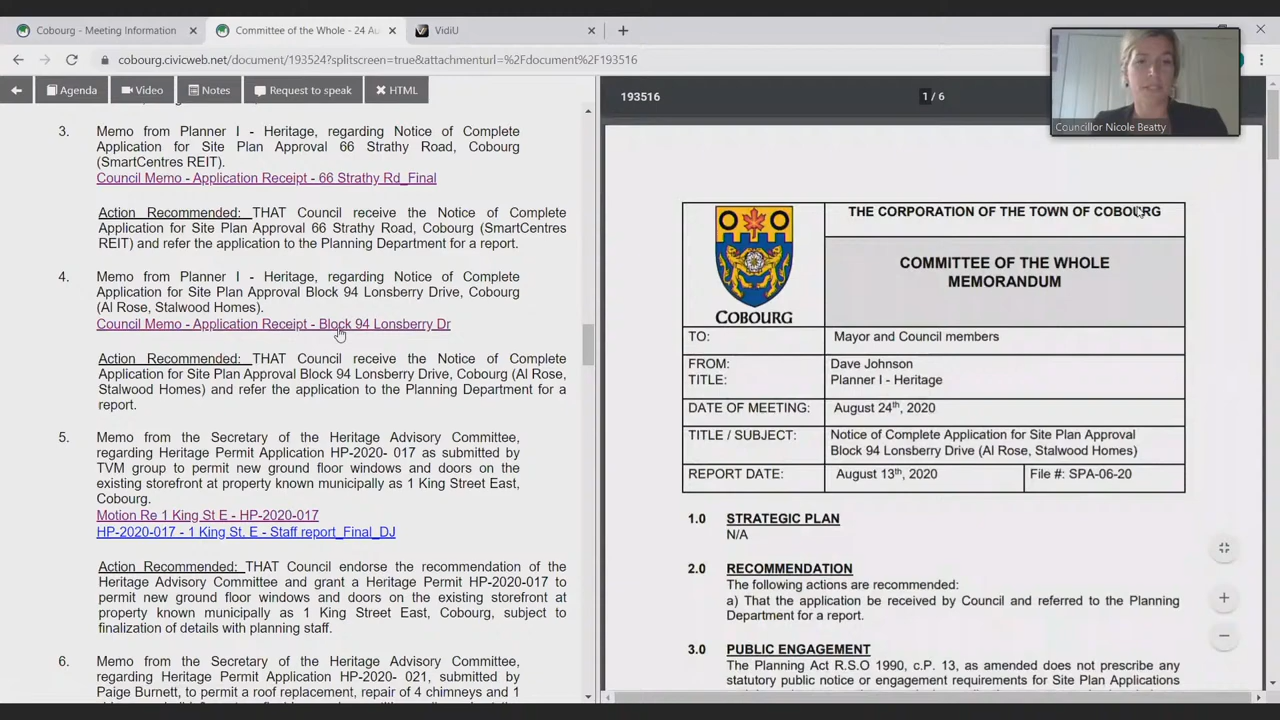 Cobourg - Meeting Information
Committee of the Whole - 24 Au
VidiU
cobourg.civicweb.net/document/193524?splitscreen=true&attachmenturl=%2Fdocument%2F193516
Agenda
Video
Notes
Request to speak
HTML
3. Memo from Planner I - Heritage, regarding Notice of Complete
Application for Site Plan Approval 66 Strathy Road, Cobourg
(SmartCentres REIT).
Council Memo - Application Receipt - 66 Strathy Rd_Final
Action Recommended: THAT Council receive the Notice of Complete
Application for Site Plan Approval 66 Strathy Road, Cobourg (SmartCentres
REIT) and refer the application to the Planning Department for a report.
4. Memo from Planner I - Heritage, regarding Notice of Complete
Application for Site Plan Approval Block 94 Lonsberry Drive, Cobourg
(Al Rose, Stalwood Homes).
Council Memo - Application Receipt - Block 94 Lonsberry Dr
Action Recommended: THAT Council receive the Notice of Complete
Application for Site Plan Approval Block 94 Lonsberry Drive, Cobourg (Al Rose,
Stalwood Homes) and refer the application to the Planning Department for a
report.
5. Memo from the Secretary of the Heritage Advisory Committee,
regarding Heritage Permit Application HP-2020- 017 as submitted by
TVM group to permit new ground floor windows and doors on the
existing storefront at property known municipally as 1 King Street East,
Cobourg.
Motion Re 1 King St E - HP-2020-017
HP-2020-017 - 1 King St. E - Staff report_Final_DJ
Action Recommended: THAT Council endorse the recommendation of the
Heritage Advisory Committee and grant a Heritage Permit HP-2020-017 to
permit new ground floor windows and doors on the existing storefront at
property known municipally as 1 King Street East, Cobourg, subject to
finalization of details with planning staff.
6. Memo from the Secretary of the Heritage Advisory Committee,
regarding Heritage Permit Application HP-2020- 021, submitted by
Paige Burnett, to permit a roof replacement, repair of 4 chimneys and 1
193516
1 / 6
Councillor Nicole Beatty
COBOURG
THE CORPORATION OF THE TOWN OF COBOURG
COMMITTEE OF THE WHOLE
MEMORANDUM
TO: Mayor and Council members
FROM: Dave Johnson
TITLE: Planner I - Heritage
DATE OF MEETING: August 24th, 2020
TITLE / SUBJECT: Notice of Complete Application for Site Plan Approval
Block 94 Lonsberry Drive (Al Rose, Stalwood Homes)
REPORT DATE: August 13th, 2020 File #: SPA-06-20
1.0 STRATEGIC PLAN
N/A
2.0 RECOMMENDATION
The following actions are recommended:
a) That the application be received by Council and referred to the Planning
Department for a report.
3.0 PUBLIC ENGAGEMENT
The Planning Act R.S.O 1990, c.P. 13, as amended does not prescribe any
statutory public notice or engagement requirements for Site Plan Applications